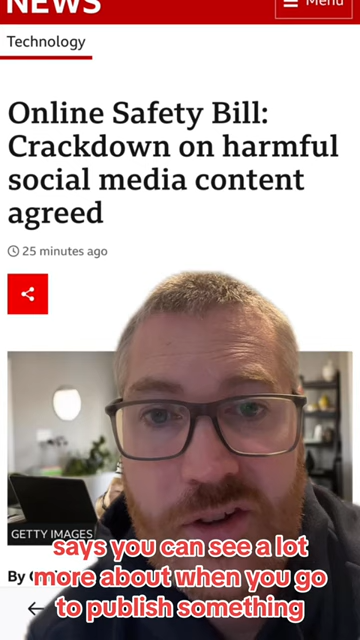 NEWS
Menu
Technology
Online Safety Bill:
Crackdown on harmful
social media content
agreed
25 minutes ago
GETTY IMAGES
says you can see a lot
By
more about when you go
to publish something